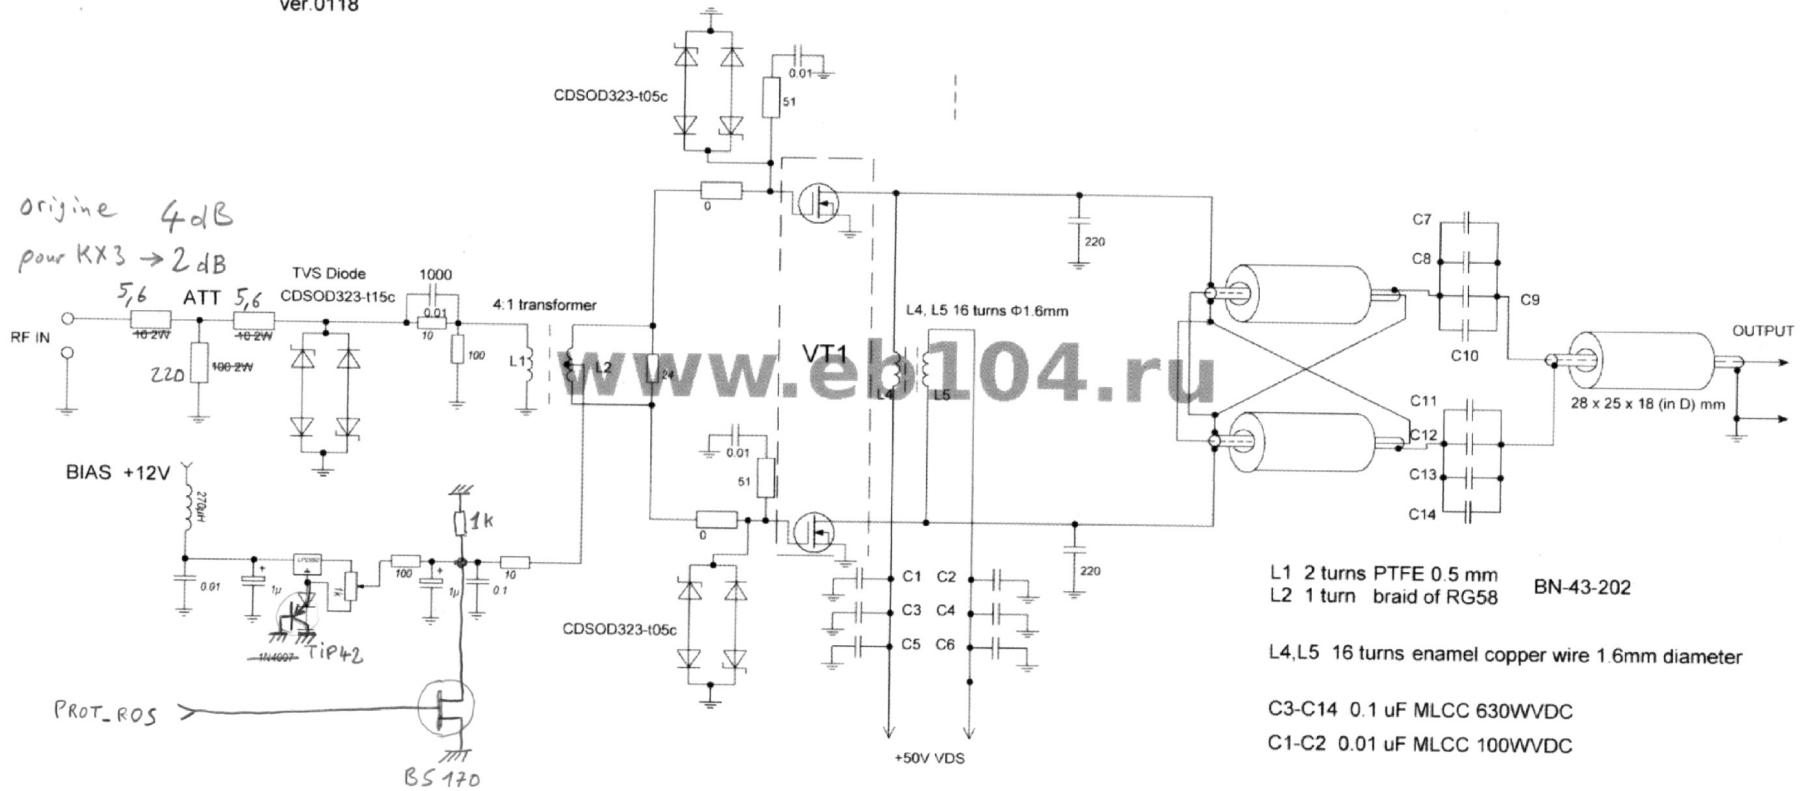 ver.0118
CDSOD323-t05c
0.01
51
0
origine 4dB
pour KX3 → 2dB
5,6 ATT 5,6
10 2W
10 2W
RF IN
220
100 2W
TVS Diode
CDSOD323-t15c
1000
0.01
10
100
4:1 transformer
L1
L2
24
www.eb104.ru
VT1
L4, L5 16 turns Φ1.6mm
L4
L5
220
C7
C8
C9
C10
C11
C12
C13
C14
OUTPUT
28 x 25 x 18 (in D) mm
BIAS +12V
270μH
0.01
1μ
1k
100
1μ
1K
0.1
10
1N4007
TIP42
PROT_ROS
BS170
0.01
51
0
CDSOD323-t05c
C1 C2
C3 C4
C5 C6
220
+50V VDS
L1 2 turns PTFE 0.5 mm
L2 1 turn braid of RG58
BN-43-202
L4,L5 16 turns enamel copper wire 1.6mm diameter
C3-C14 0.1 uF MLCC 630WVDC
C1-C2 0.01 uF MLCC 100WVDC